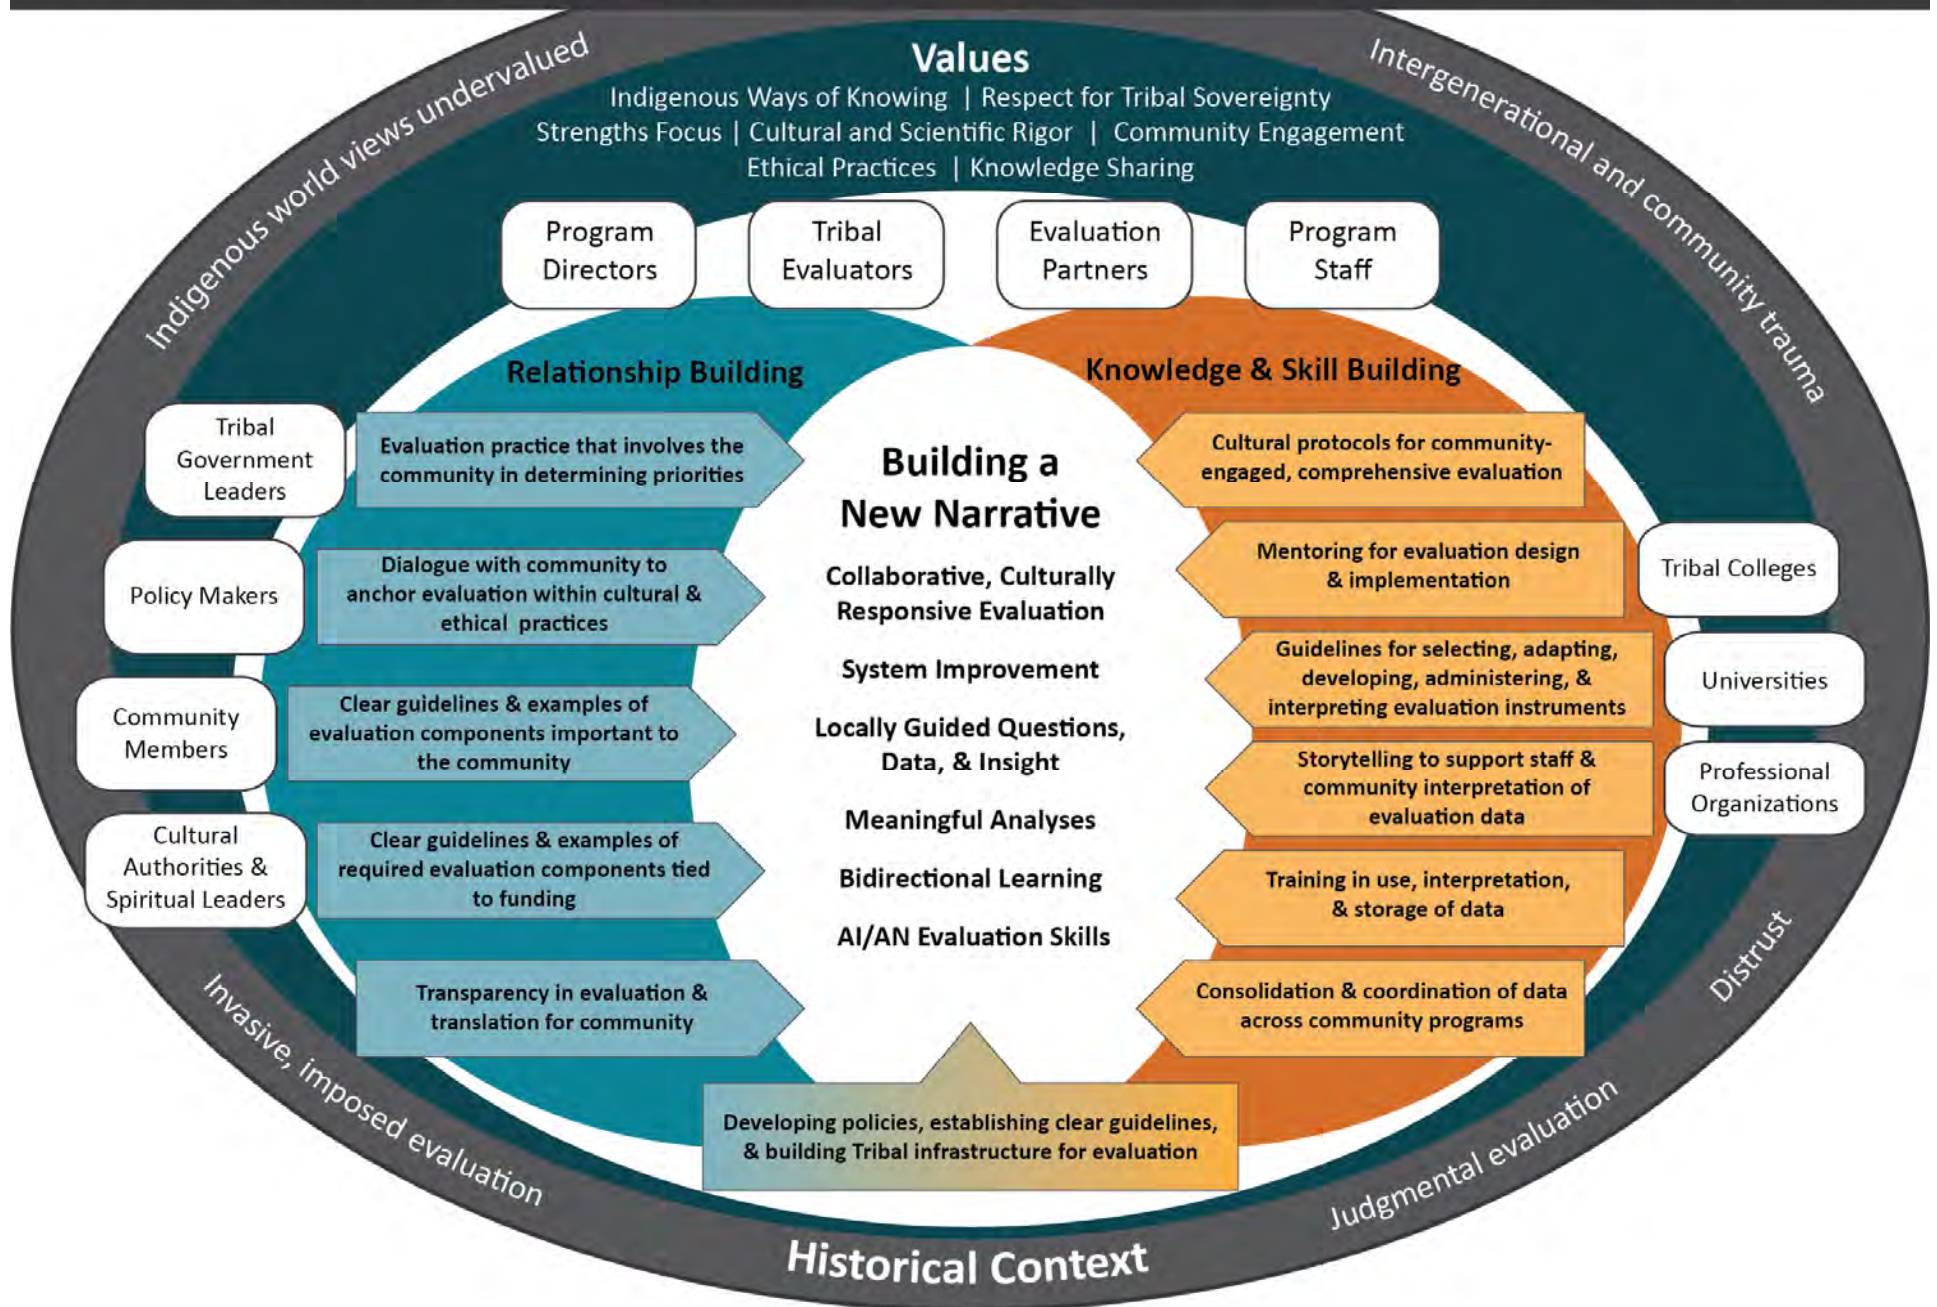 Values
Indigenous Ways of Knowing | Respect for Tribal Sovereignty
Strengths Focus | Cultural and Scientific Rigor | Community Engagement
Ethical Practices | Knowledge Sharing
Indigenous world views undervalued
Intergenerational and community trauma
Program
Directors
Tribal
Evaluators
Evaluation
Partners
Program
Staff
Relationship Building
Knowledge & Skill Building
Tribal
Government
Leaders
Policy Makers
Community
Members
Cultural
Authorities &
Spiritual Leaders
Evaluation practice that involves the
community in determining priorities
Dialogue with community to
anchor evaluation within cultural &
ethical practices
Clear guidelines & examples of
evaluation components important to
the community
Clear guidelines & examples of
required evaluation components tied
to funding
Transparency in evaluation &
translation for community
Building a
New Narrative
Collaborative, Culturally
Responsive Evaluation
System Improvement
Locally Guided Questions,
Data, & Insight
Meaningful Analyses
Bidirectional Learning
AI/AN Evaluation Skills
Cultural protocols for community-
engaged, comprehensive evaluation
Mentoring for evaluation design
& implementation
Guidelines for selecting, adapting,
developing, administering, &
interpreting evaluation instruments
Storytelling to support staff &
community interpretation of
evaluation data
Training in use, interpretation,
& storage of data
Consolidation & coordination of data
across community programs
Tribal Colleges
Universities
Professional
Organizations
Developing policies, establishing clear guidelines,
& building Tribal infrastructure for evaluation
Invasive, imposed evaluation
Distrust
Judgmental evaluation
Historical Context